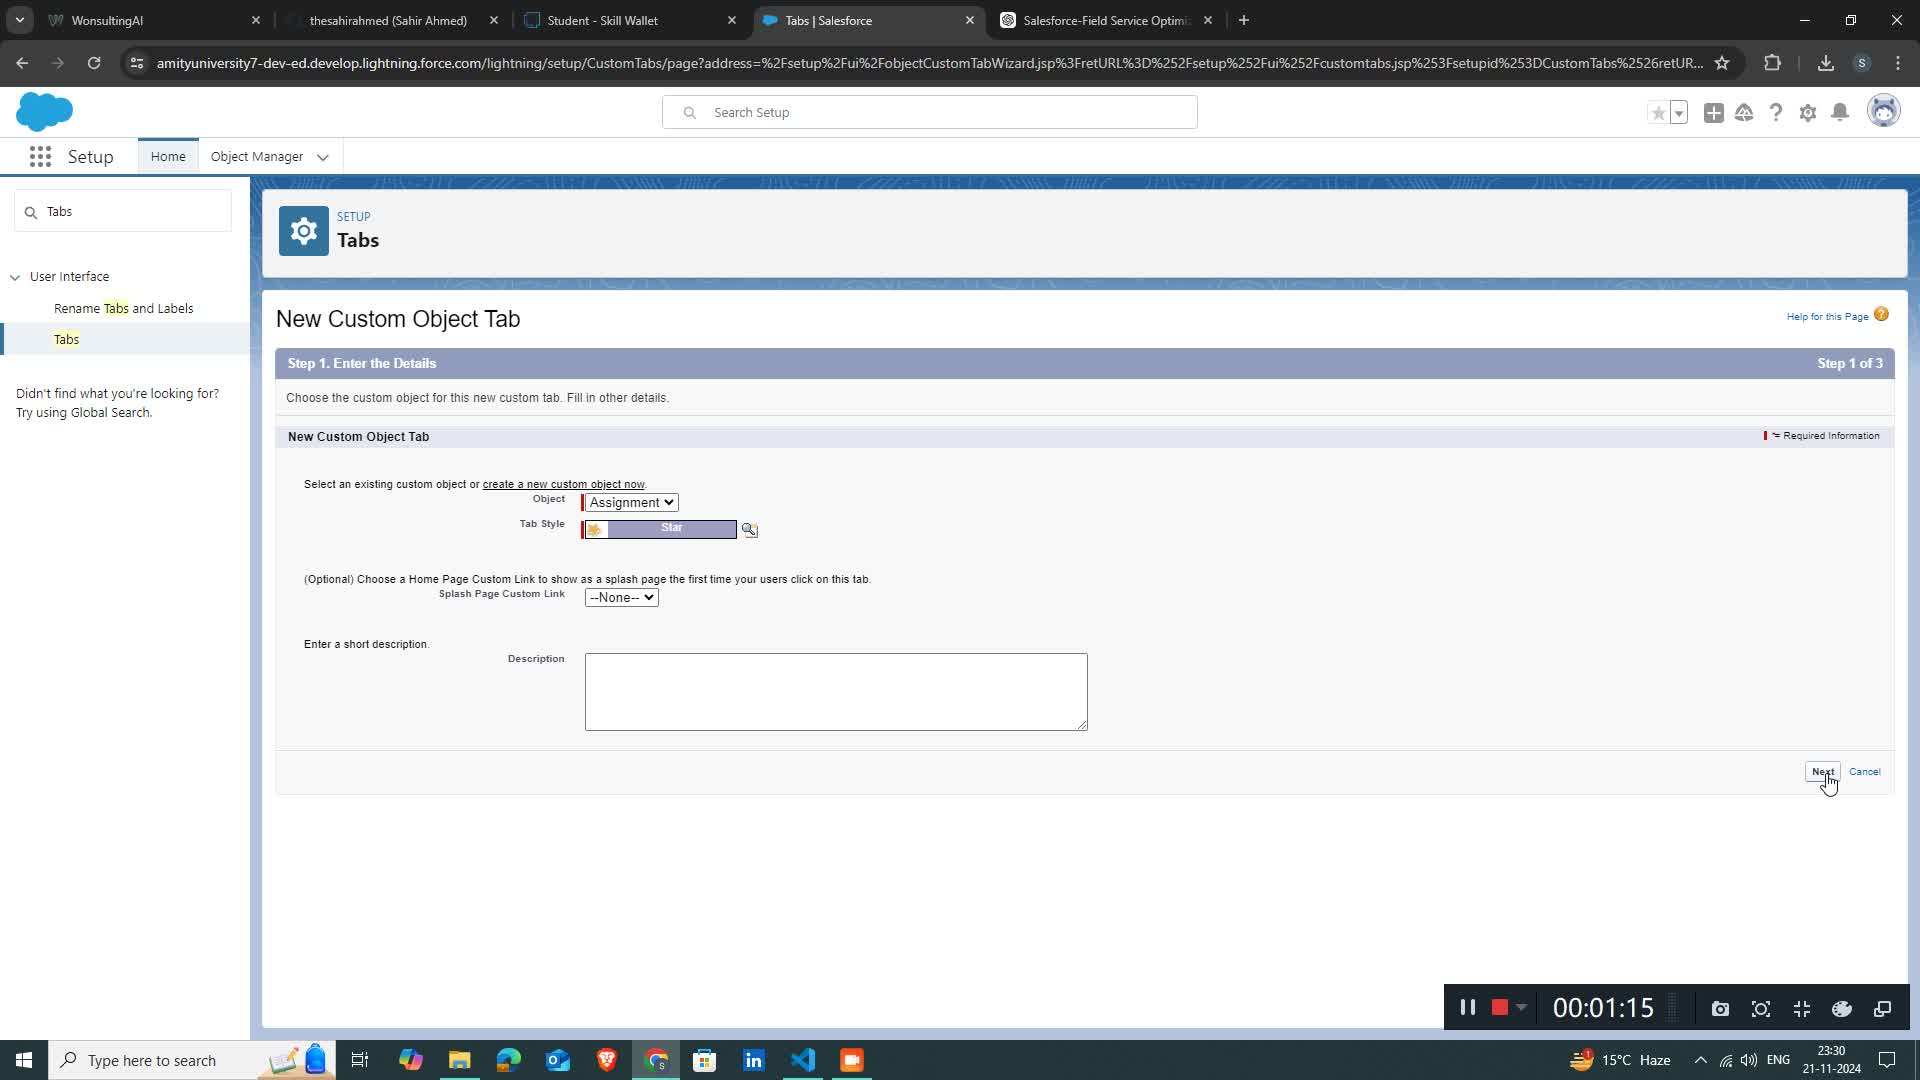 WonsultingAI
thesahirahmed (Sahir Ahmed)
Student - Skill Wallet
Tabs | Salesforce
Salesforce-Field Service Optimi
amityuniversity7-dev-ed.develop.lightning.force.com/lightning/setup/CustomTabs/page?address=%2Fsetup%2Fui%2FobjectCustomTabWizard.jsp%3FretURL%3D%252Fsetup%252Fui%252Fcustomtabs.jsp%253Fsetupid%253DCustomTabs%2526retUR...
S
Search Setup
Setup
Home
Object Manager
Tabs
User Interface
Rename Tabs and Labels
Tabs
Didn't find what you're looking for?
Try using Global Search.
SETUP
Tabs
New Custom Object Tab
Help for this Page
Step 1. Enter the Details
Step 1 of 3
Choose the custom object for this new custom tab. Fill in other details.
New Custom Object Tab
= Required Information
Select an existing custom object or create a new custom object now.
Object
Assignment
Tab Style
Star
(Optional) Choose a Home Page Custom Link to show as a splash page the first time your users click on this tab.
Splash Page Custom Link
--None--
Enter a short description.
Description
Next
Cancel
00:01:15
Type here to search
1
15°C Haze
ENG
23:30
21-11-2024